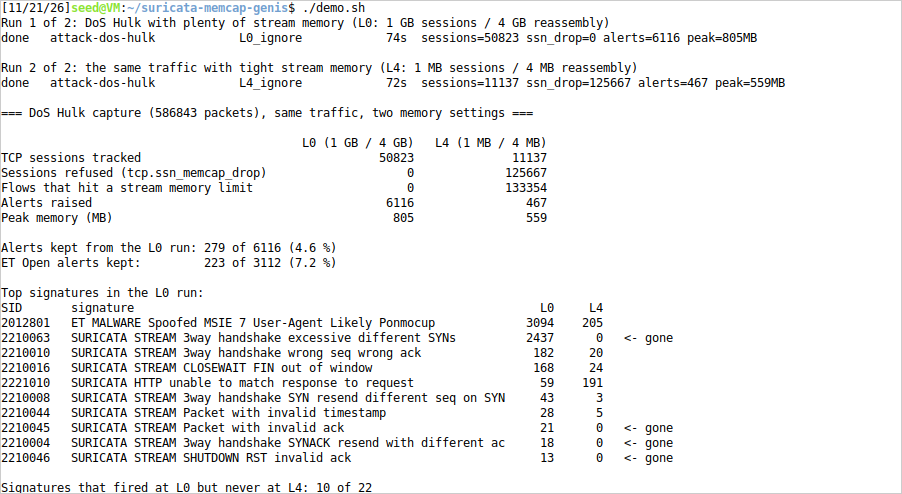 [11/21/26]seed@VM:~/suricata-memcap-genis$ ./demo.sh
Run 1 of 2: DoS Hulk with plenty of stream memory (L0: 1 GB sessions / 4 GB reassembly)
done   attack-dos-hulk          L0_ignore            74s  sessions=50823 ssn_drop=0 alerts=6116 peak=805MB

Run 2 of 2: the same traffic with tight stream memory (L4: 1 MB sessions / 4 MB reassembly)
done   attack-dos-hulk          L4_ignore            72s  sessions=11137 ssn_drop=125667 alerts=467 peak=559MB

=== DoS Hulk capture (586843 packets), same traffic, two memory settings ===

                                           L0 (1 GB / 4 GB)   L4 (1 MB / 4 MB)
TCP sessions tracked                                  50823              11137
Sessions refused (tcp.ssn_memcap_drop)                    0             125667
Flows that hit a stream memory limit                      0             133354
Alerts raised                                          6116                467
Peak memory (MB)                                        805                559

Alerts kept from the L0 run: 279 of 6116 (4.6 %)
ET Open alerts kept:         223 of 3112 (7.2 %)

Top signatures in the L0 run:
SID       signature                                                          L0     L4
2012801   ET MALWARE Spoofed MSIE 7 User-Agent Likely Ponmocup             3094    205
2210063   SURICATA STREAM 3way handshake excessive different SYNs          2437      0   <- gone
2210010   SURICATA STREAM 3way handshake wrong seq wrong ack                182     20
2210016   SURICATA STREAM CLOSEWAIT FIN out of window                       168     24
2221010   SURICATA HTTP unable to match response to request                  59    191
2210008   SURICATA STREAM 3way handshake SYN resend different seq on SYN     43      3
2210044   SURICATA STREAM Packet with invalid timestamp                      28      5
2210045   SURICATA STREAM Packet with invalid ack                            21      0   <- gone
2210004   SURICATA STREAM 3way handshake SYNACK resend with different ac     18      0   <- gone
2210046   SURICATA STREAM SHUTDOWN RST invalid ack                           13      0   <- gone

Signatures that fired at L0 but never at L4: 10 of 22